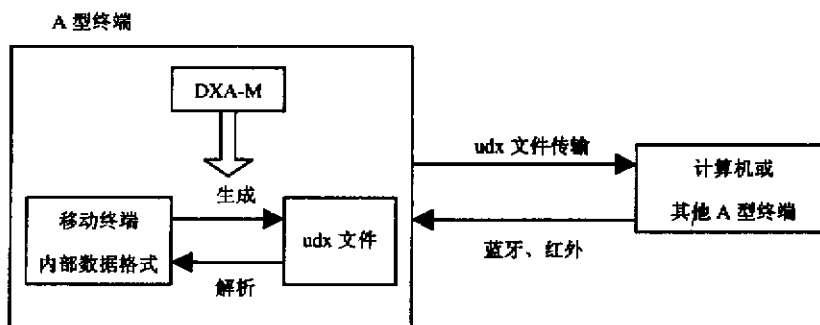 A 型终端
DXA-M
udx 文件传输
计算机或
其他 A 型终端
生成
移动终端
内部数据格式
udx 文件
蓝牙、红外
解析